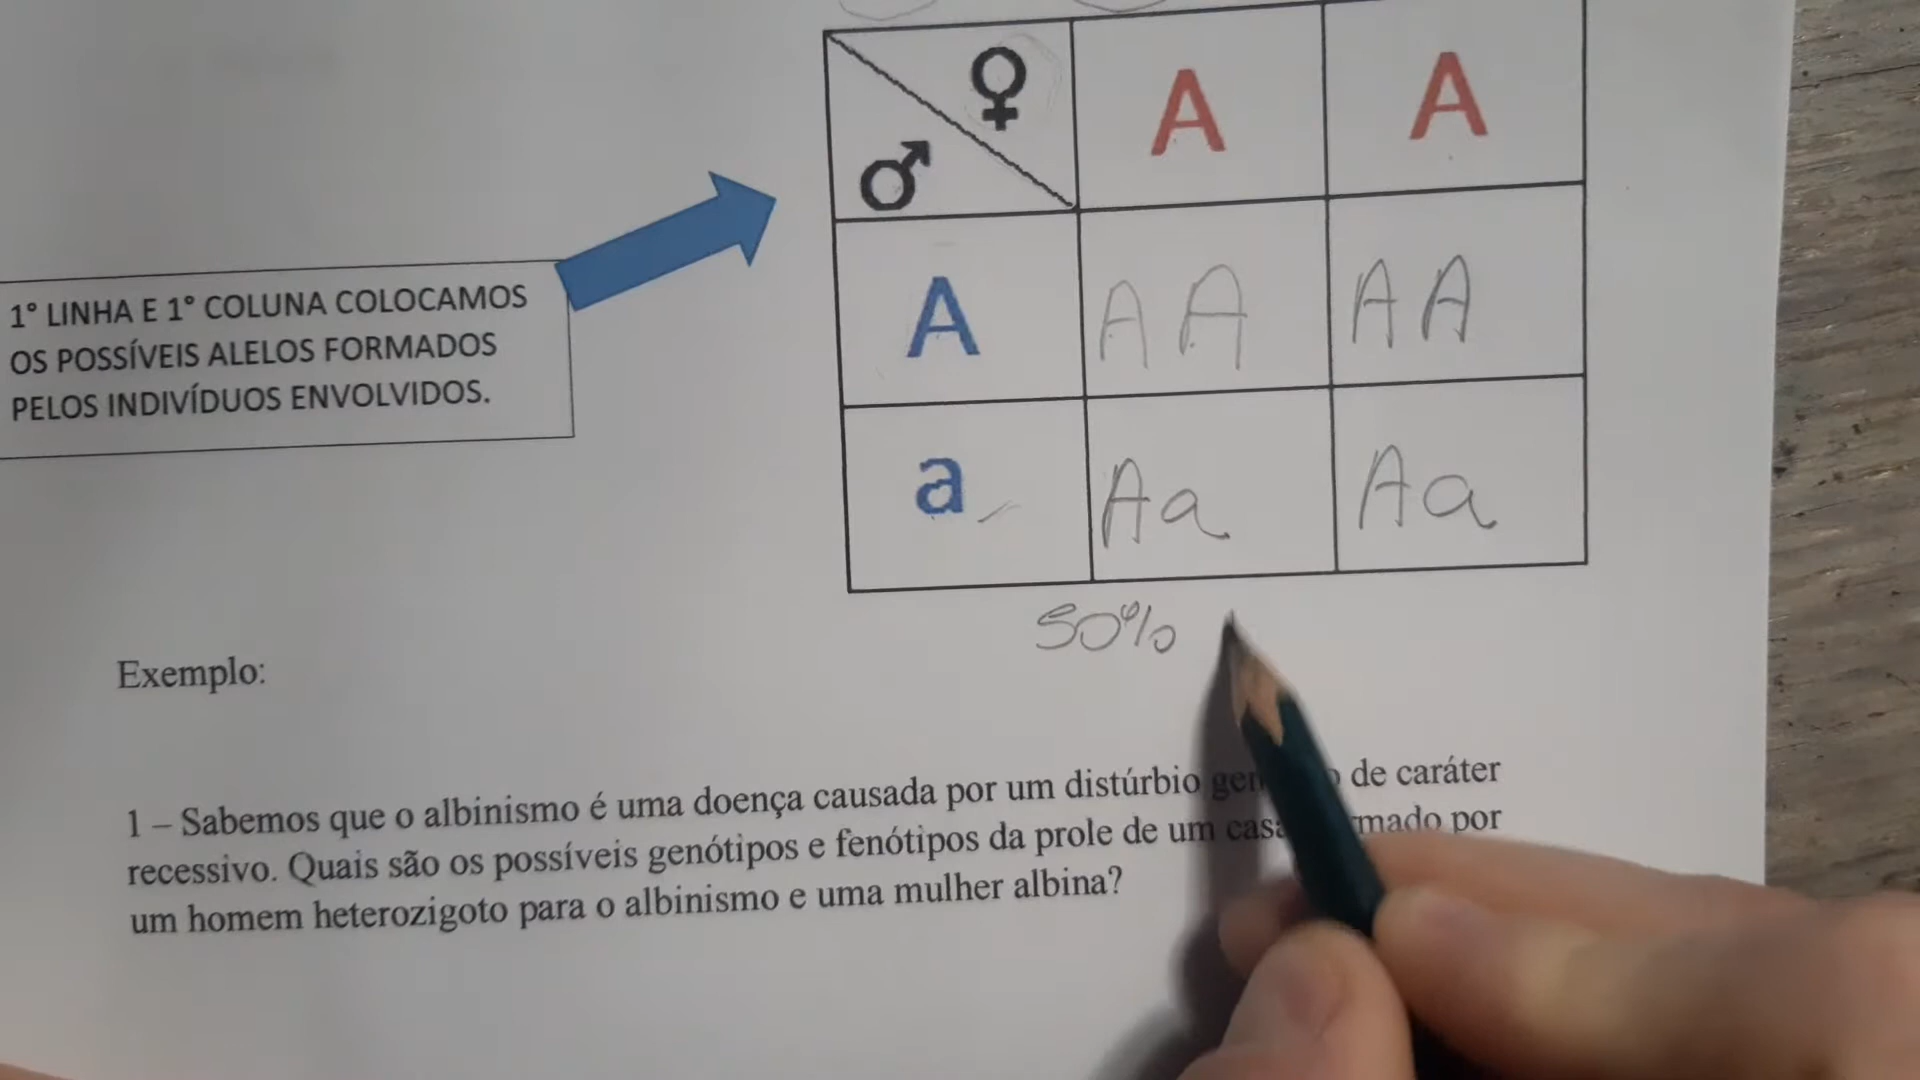 ♀ A A
♂
A AA AA
1° LINHA E 1° COLUNA COLOCAMOS
OS POSSÍVEIS ALELOS FORMADOS
PELOS INDIVÍDUOS ENVOLVIDOS.
a Aa Aa
50%
Exemplo:
1 – Sabemos que o albinismo é uma doença causada por um distúrbio de caráter
recessivo. Quais são os possíveis genótipos e fenótipos da prole de um por
um homem heterozigoto para o albinismo e uma mulher albina?